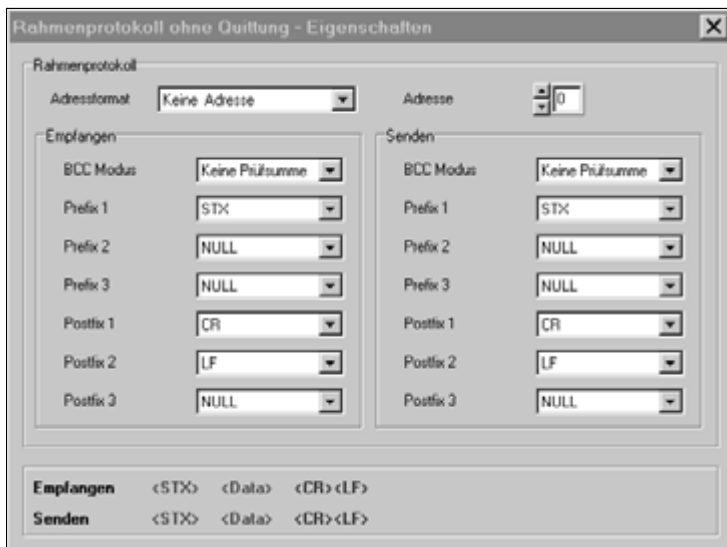 Rahmenprotokoll ohne Quittung - Eigenschaften
Rahmenprotokoll
Adressformat Keine Adresse Adresse 0
Empfangen Senden
BCC Modus Keine Prüfsumme BCC Modus Keine Prüfsumme
Prefix 1 STX Prefix 1 STX
Prefix 2 NULL Prefix 2 NULL
Prefix 3 NULL Prefix 3 NULL
Postfix 1 CR Postfix 1 CR
Postfix 2 LF Postfix 2 LF
Postfix 3 NULL Postfix 3 NULL
Empfangen <STX> <Data> <CR><LF>
Senden <STX> <Data> <CR><LF>